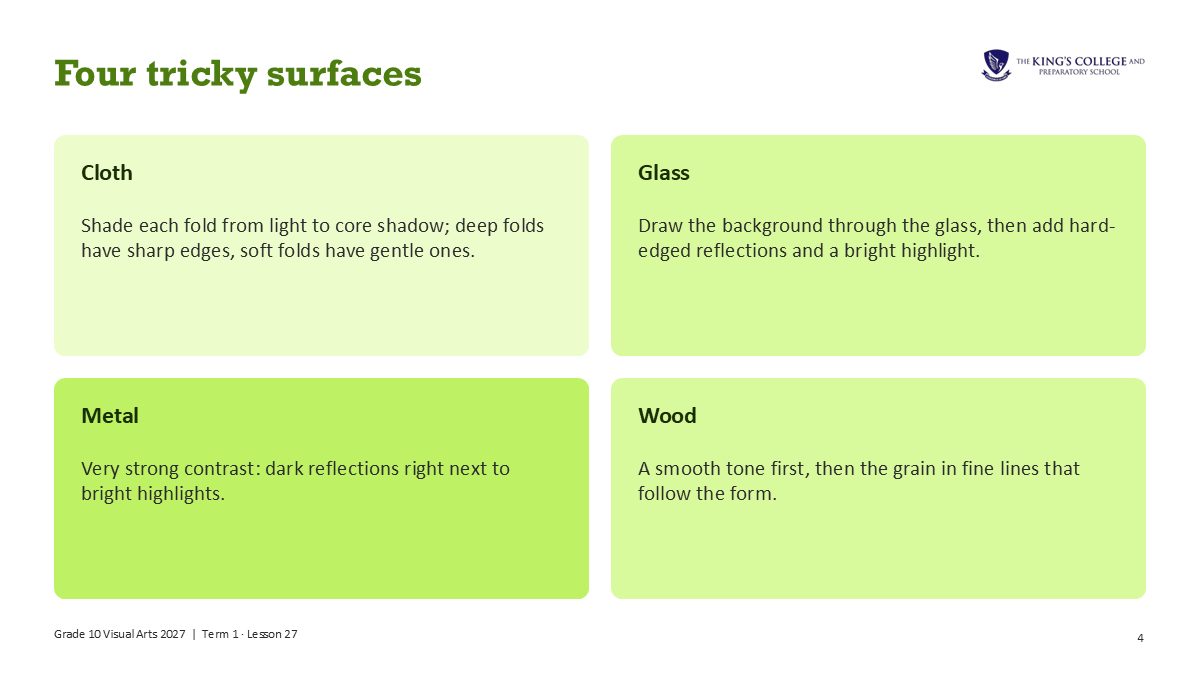 Four tricky surfaces
THE KING'S COLLEGE AND
PREPARATORY SCHOOL
Cloth
Shade each fold from light to core shadow; deep folds
have sharp edges, soft folds have gentle ones.
Glass
Draw the background through the glass, then add hard-
edged reflections and a bright highlight.
Metal
Very strong contrast: dark reflections right next to
bright highlights.
Wood
A smooth tone first, then the grain in fine lines that
follow the form.
Grade 10 Visual Arts 2027 | Term 1 · Lesson 27
4